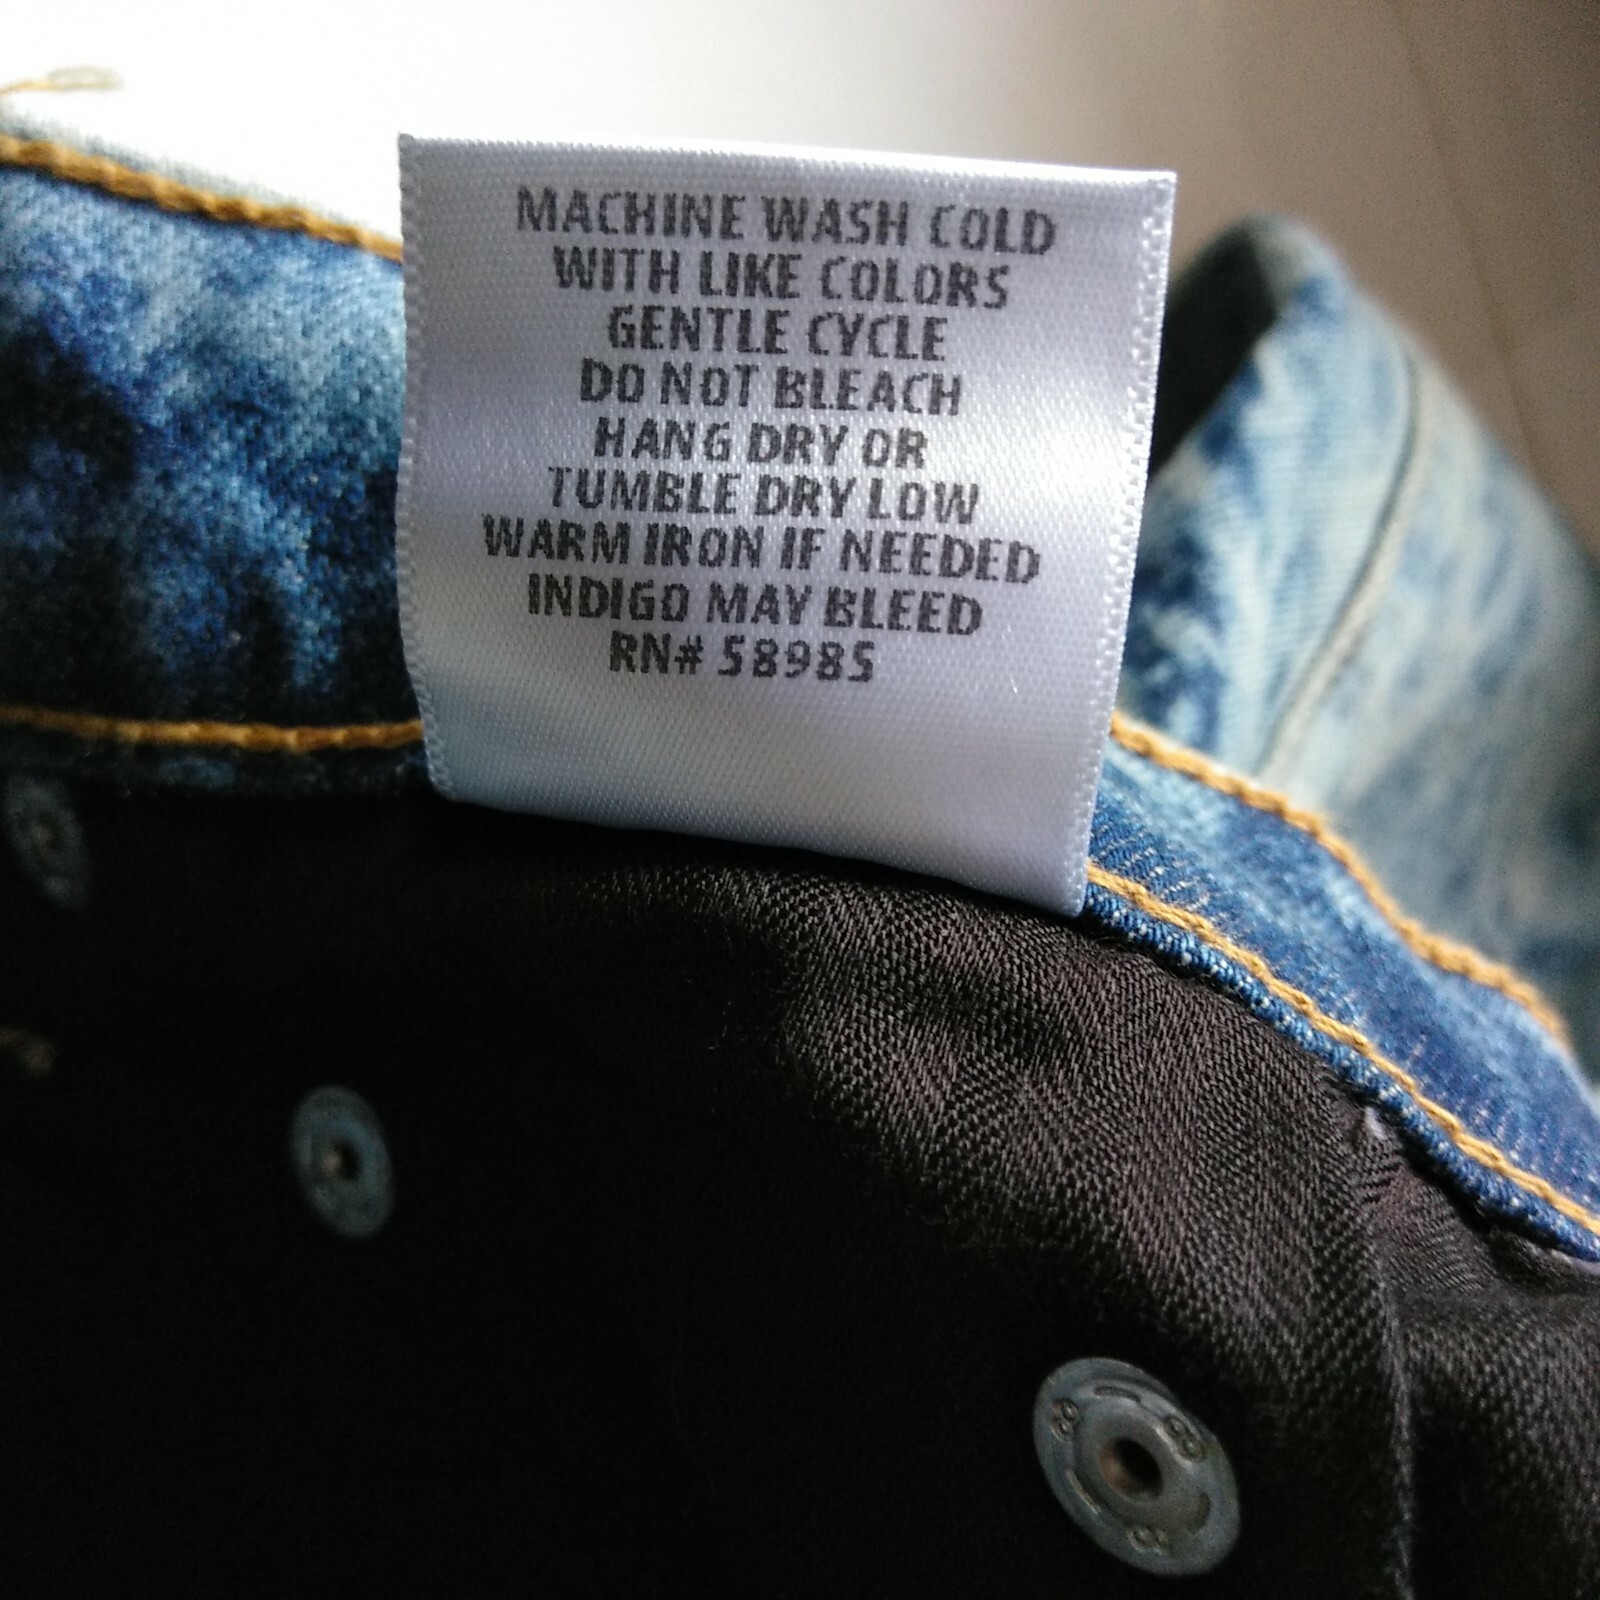 MACHINE WASH COLD
WITH LIKE COLORS
GENTLE CYCLE
DO NOT BLEACH
HANG DRY OR
TUMBLE DRY LOW
WARM IRON IF NEEDED
INDIGO MAY BLEED
RN# 58985